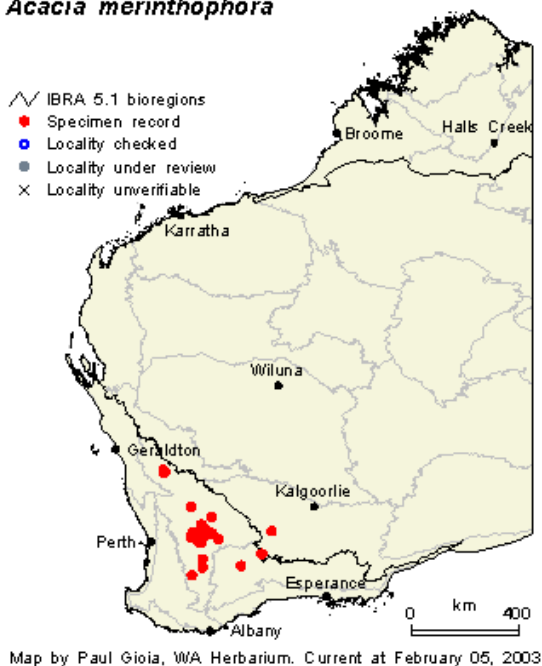 Acacia merinthophora
IBRA 5.1 bioregions
Specimen record
Locality checked
Locality under review
Locality unverifiable
Broome
Halls Creek
Karratha
Wiluna
Geraldton
Kalgoorlie
Perth
Esperance
0 km 400
Albany
Map by Paul Gioia, WA Herbarium. Current at February 05, 2003